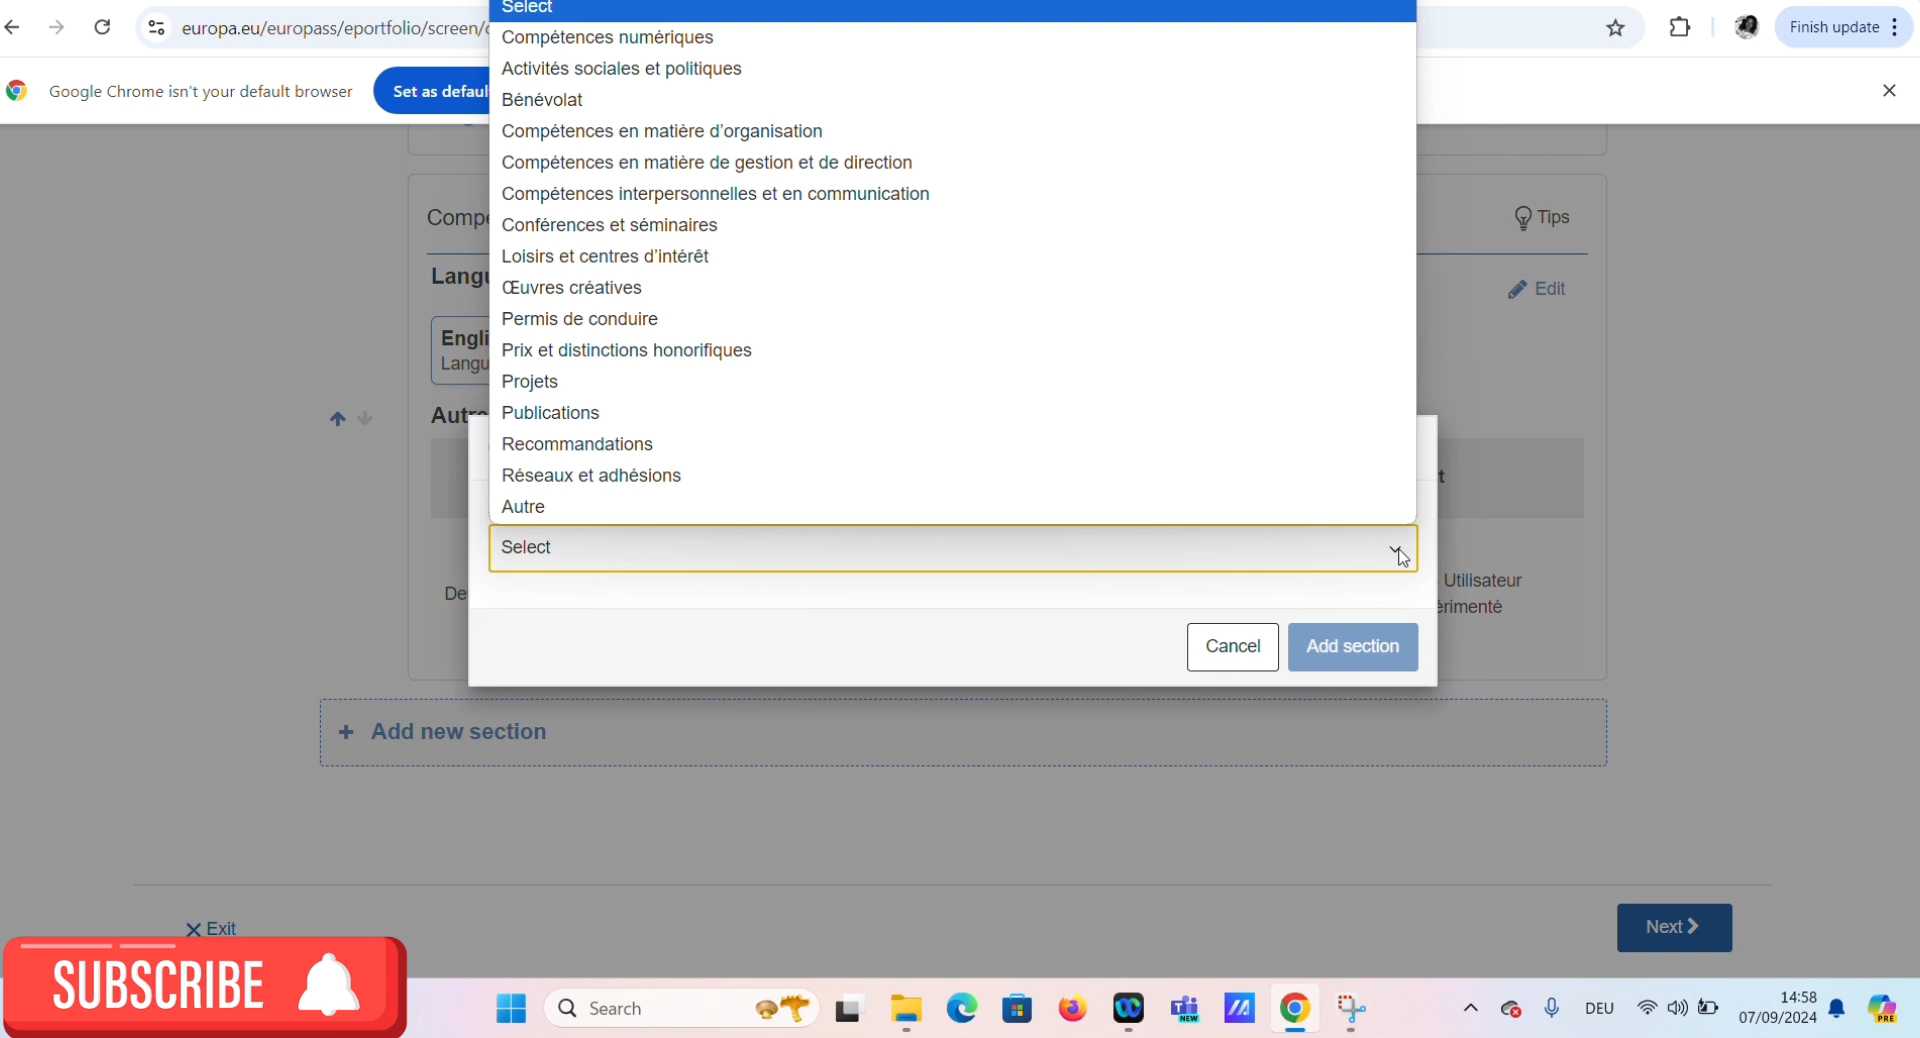 Select
europa.eu/europass/eportfolio/screen/
Finish update
Google Chrome isn't your default browser
Set as defaul
Compétences numériques
Activités sociales et politiques
Bénévolat
Compétences en matière d'organisation
Compétences en matière de gestion et de direction
Compétences interpersonnelles et en communication
Conférences et séminaires
Loisirs et centres d'intérêt
Œuvres créatives
Permis de conduire
Prix et distinctions honorifiques
Projets
Publications
Recommandations
Réseaux et adhésions
Autre
Select
Compé
Tips
Langu
Edit
Engli
Langu
Autre
t
De
Utilisateur
érimenté
Cancel
Add section
+ Add new section
Exit
Next
SUBSCRIBE
Search
NEW
DEU
14:58
07/09/2024
PRE